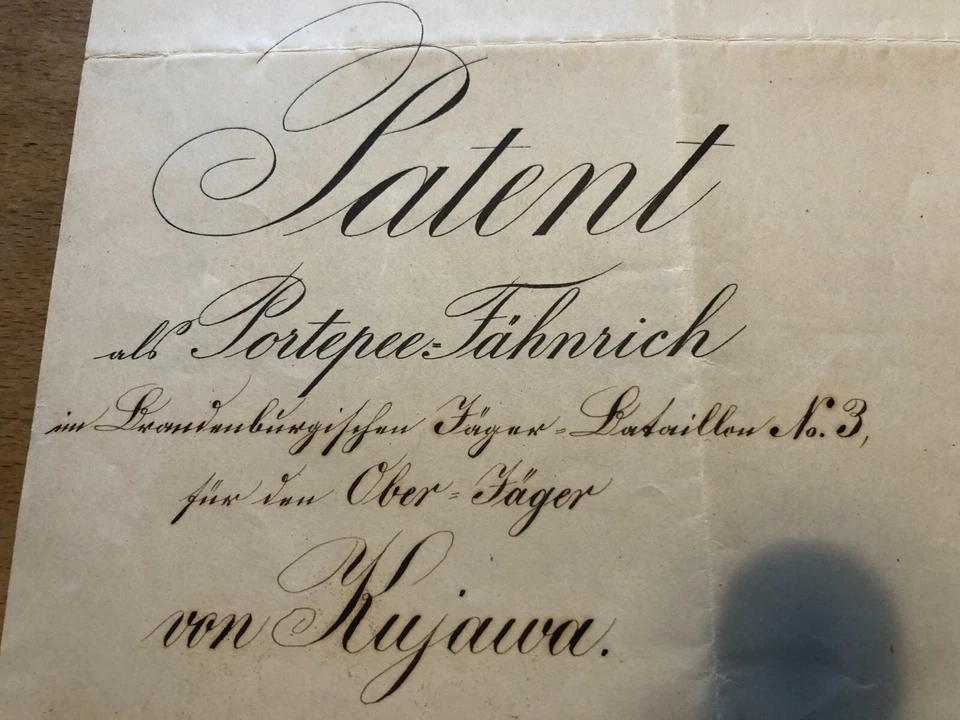 Patent
als Portepee-Fähnrich
im Brandenburgischen Jäger-Bataillon No. 3,
für den Ober-Jäger
von Kujawa.